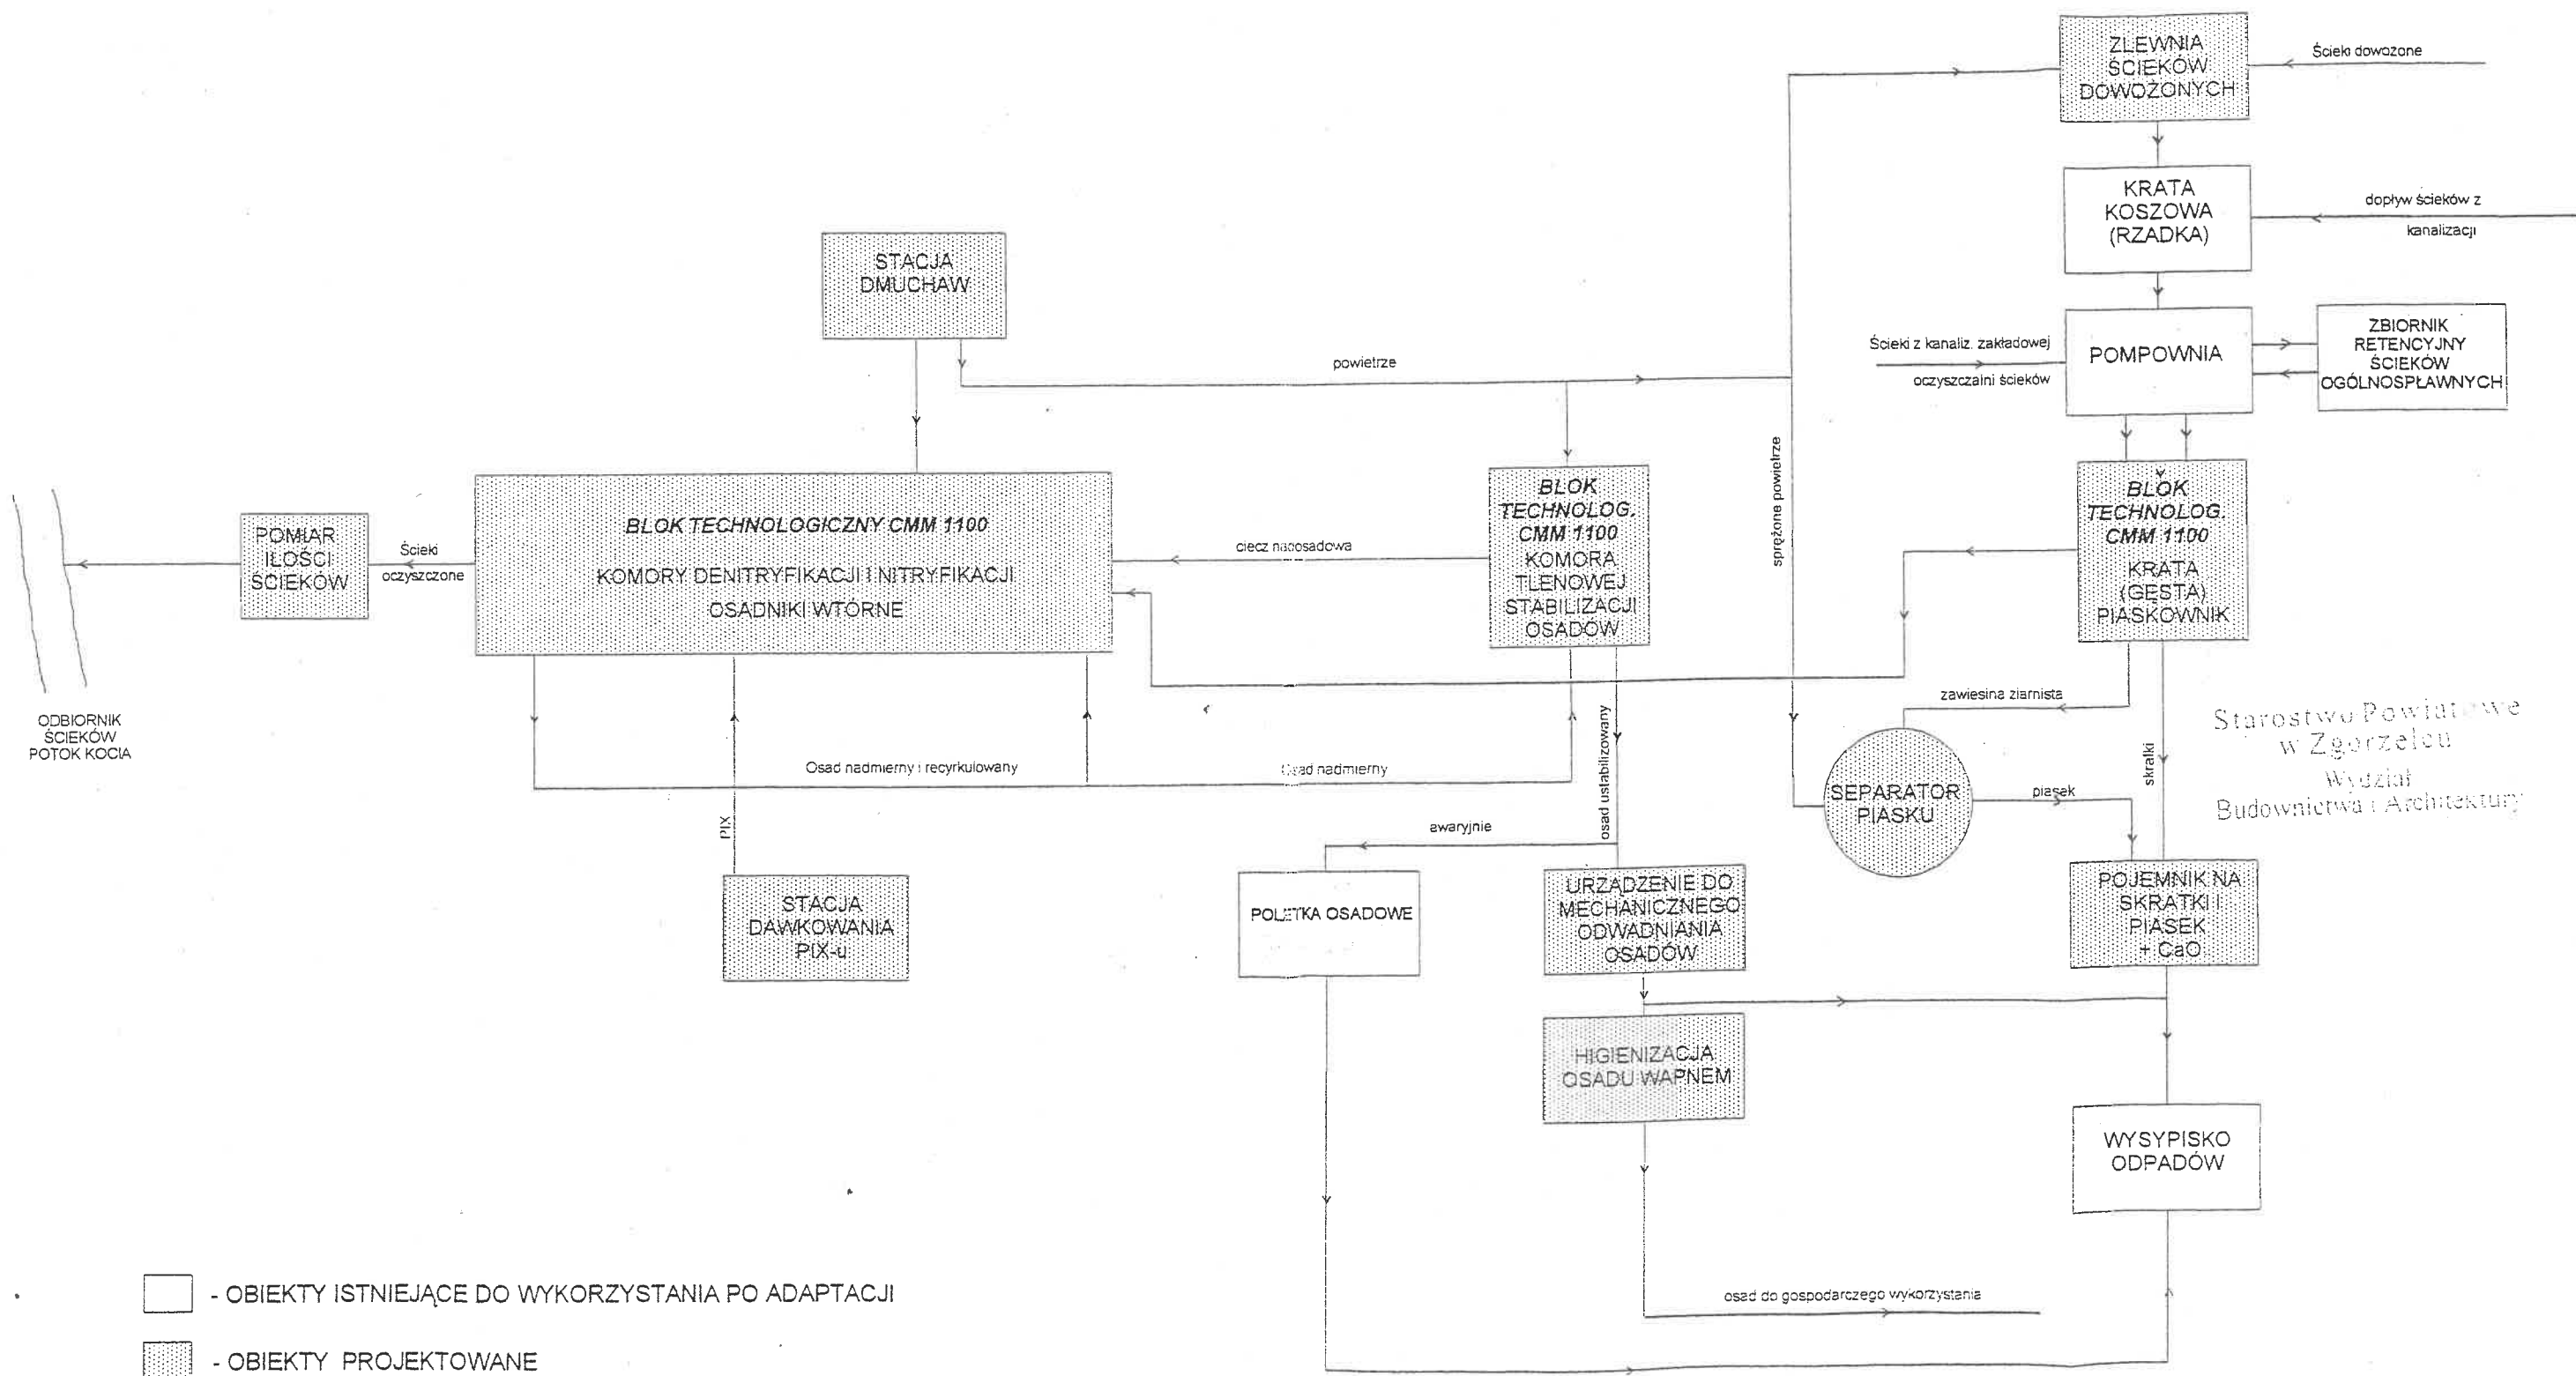 ZLEWNIA
ŚCIEKÓW
DOWOŻONYCH
Ścieki dowożone
KRATA
KOSZOWA
(RZADKA)
dopływ ścieków z
kanalizacji
STACJA
DMUCHAW
powietrze
Ścieki z kanaliz. zakładowej
oczyszczalni ścieków
POMPOWNIA
ZBIORNIK
RETENCYJNY
ŚCIEKÓW
OGÓLNOSPŁAWNYCH
sprężone powietrze
POMIAR
ILOŚCI
ŚCIEKÓW
Ścieki
oczyszczone
BLOK TECHNOLOGICZNY CMM 1100
KOMORY DENITRYFIKACJI I NITRYFIKACJI
OSADNIKI WTÓRNE
ciecz nadosadowa
BLOK
TECHNOLOG.
CMM 1100
KOMORA
TLENOWEJ
STABILIZACJI
OSADÓW
BLOK
TECHNOLOG.
CMM 1100
KRATA
(GĘSTA)
PIASKOWNIK
ODBIORNIK
ŚCIEKÓW
POTOK KOCIA
Osad nadmierny i recyrkulowany
Osad nadmierny
osad ustabilizowany
zawiesina ziarnista
skratki
Starostwo Powiatowe
w Zgorzelcu
Wydział
Budownictwa i Architektury
SEPARATOR
PIASKU
piasek
PIX
awaryjnie
STACJA
DAWKOWANIA
PIX-u
POLETKA OSADOWE
URZĄDZENIE DO
MECHANICZNEGO
ODWADNIANIA
OSADÓW
POJEMNIK NA
SKRATKI I
PIASEK
+ CaO
HIGIENIZACJA
OSADU WAPNEM
WYSYPISKO
ODPADÓW
osad do gospodarczego wykorzystania
- OBIEKTY ISTNIEJĄCE DO WYKORZYSTANIA PO ADAPTACJI
- OBIEKTY PROJEKTOWANE